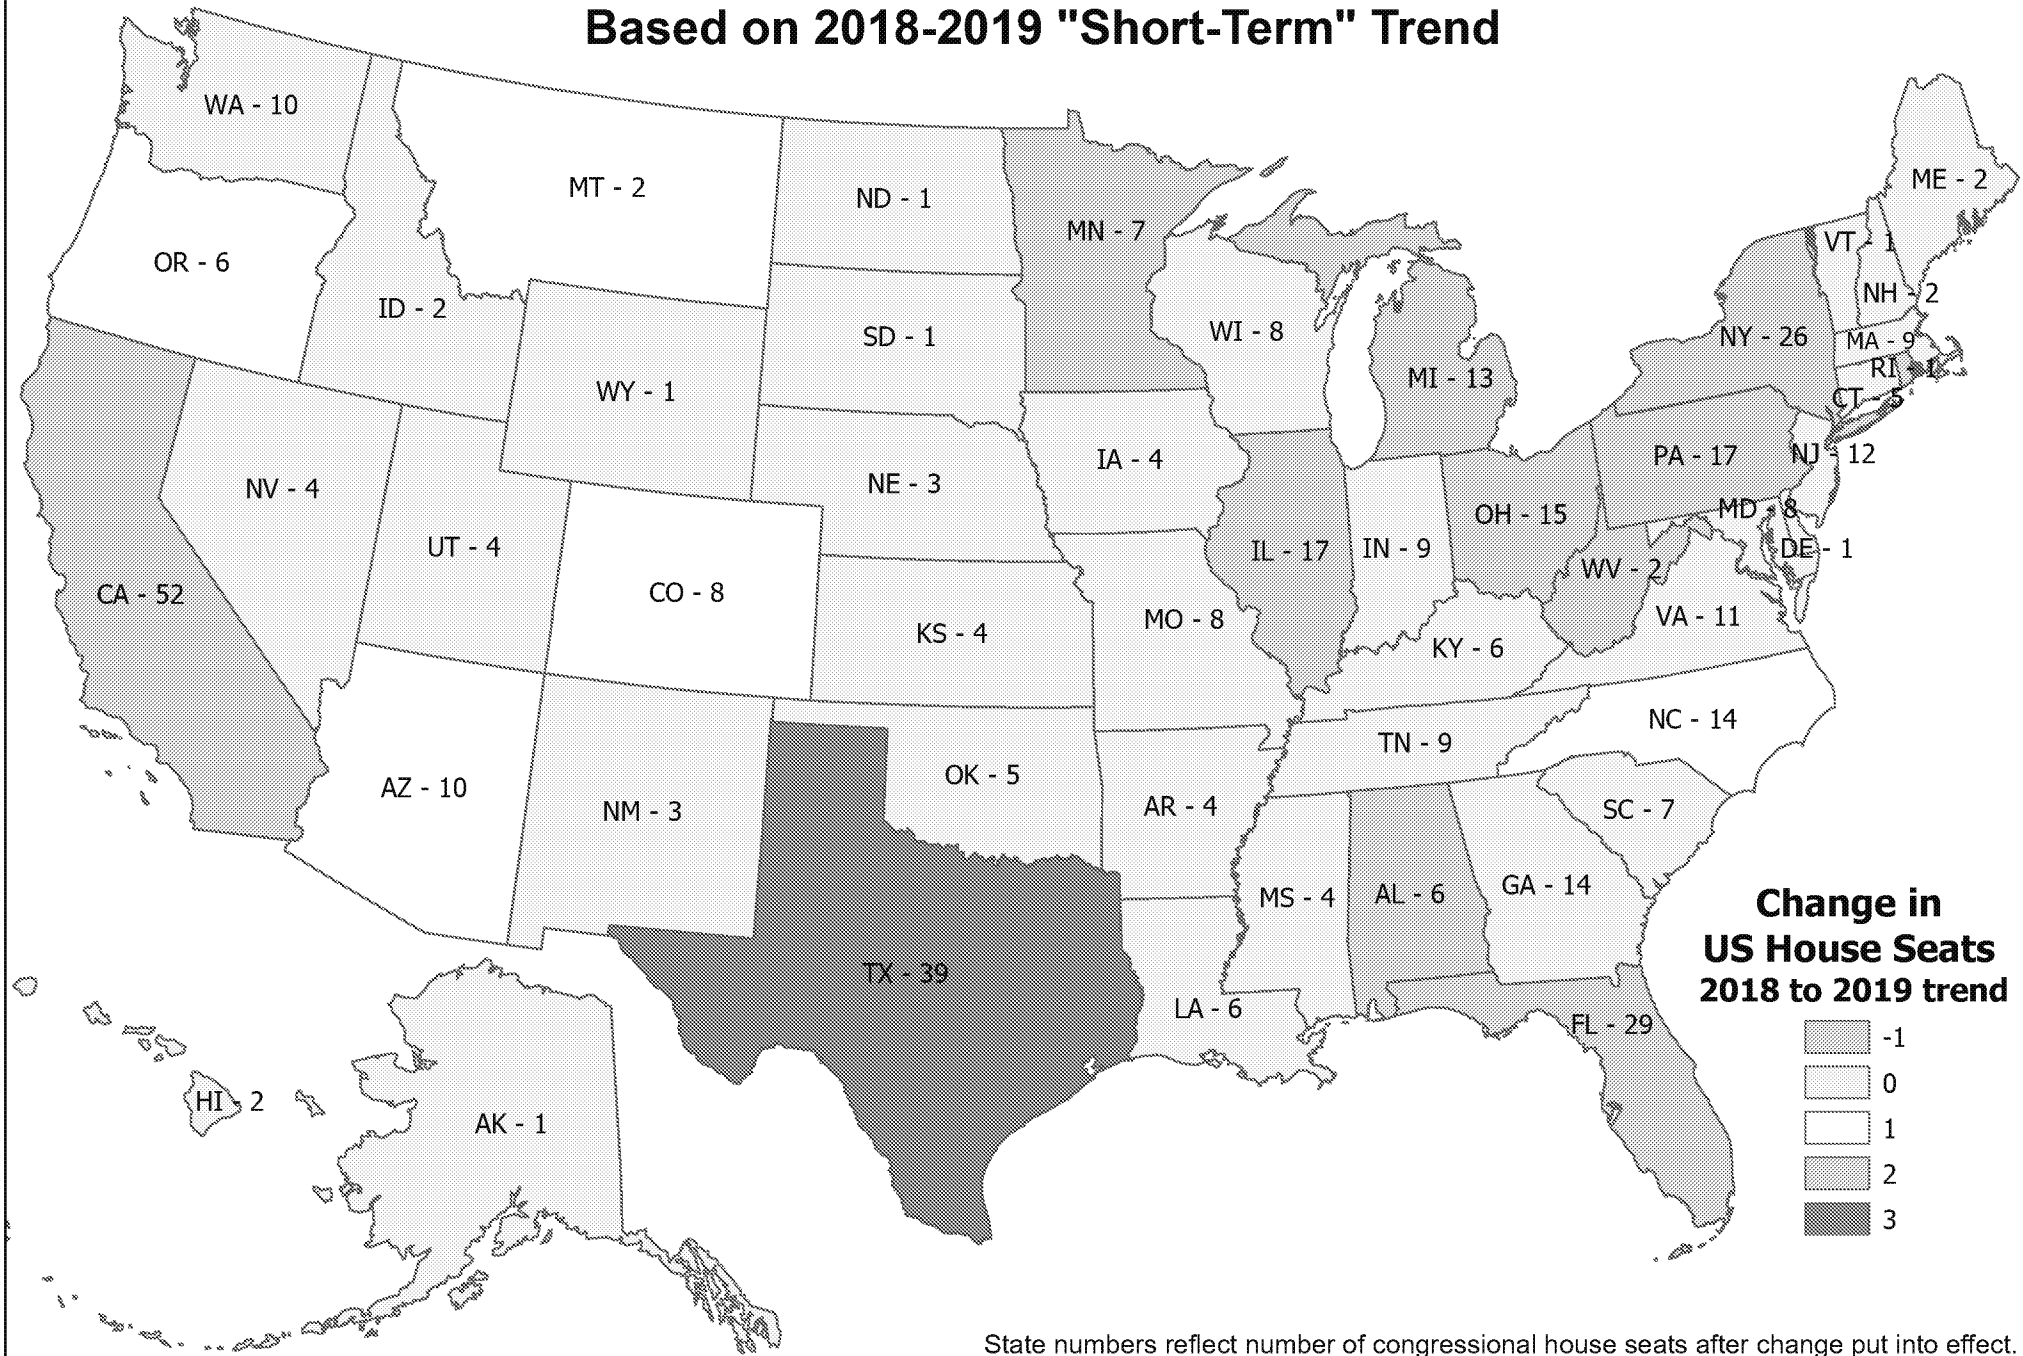 Based on 2018-2019 "Short-Term" Trend
WA - 10
MT - 2
ND - 1
MN - 7
ME - 2
OR - 6
VT - 1
ID - 2
NH - 2
SD - 1
WI - 8
NY - 26
MA - 9
WY - 1
MI - 13
RI - 1
CT - 5
IA - 4
PA - 17
NJ - 12
NV - 4
NE - 3
OH - 15
MD - 8
UT - 4
IL - 17
IN - 9
DE - 1
WV - 2
CA - 52
CO - 8
KS - 4
MO - 8
VA - 11
KY - 6
NC - 14
TN - 9
AZ - 10
NM - 3
OK - 5
AR - 4
SC - 7
MS - 4
AL - 6
GA - 14
TX - 39
LA - 6
FL - 29
HI - 2
AK - 1
Change in
US House Seats
2018 to 2019 trend
-1
0
1
2
3
State numbers reflect number of congressional house seats after change put into effect.